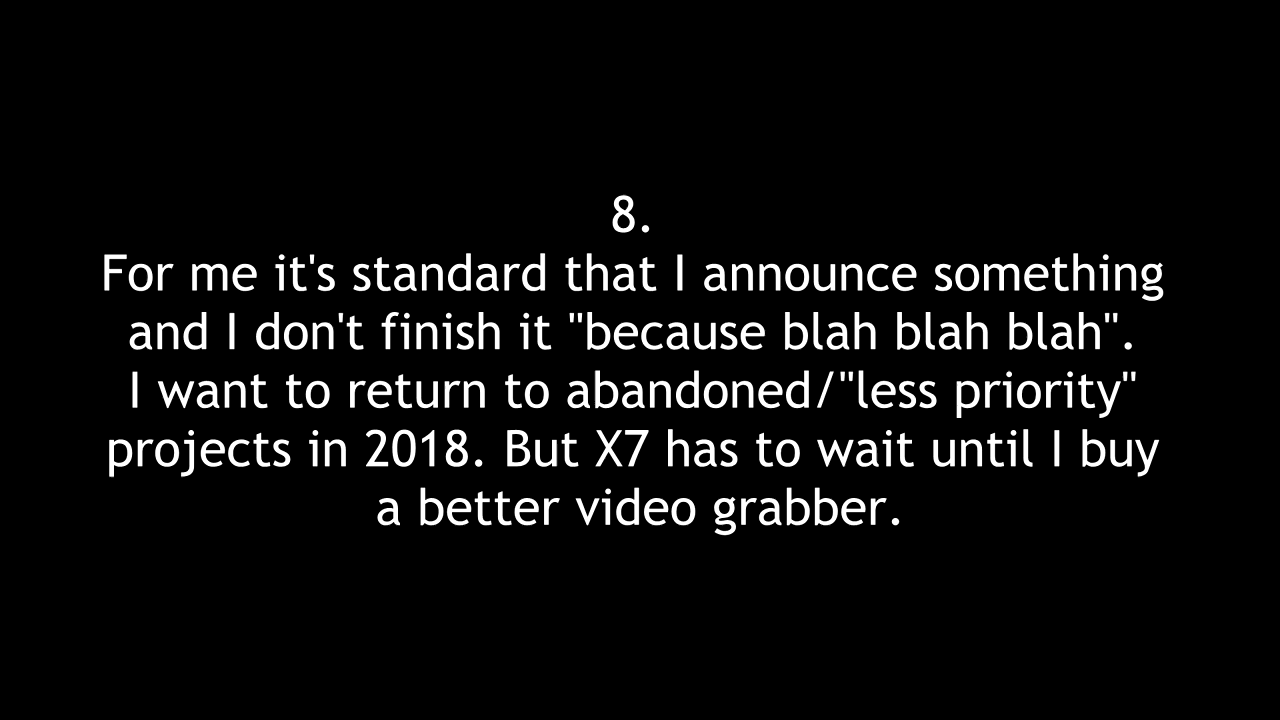 8.
For me it's standard that I announce something
and I don't finish it "because blah blah blah".
I want to return to abandoned/"less priority"
projects in 2018. But X7 has to wait until I buy
a better video grabber.